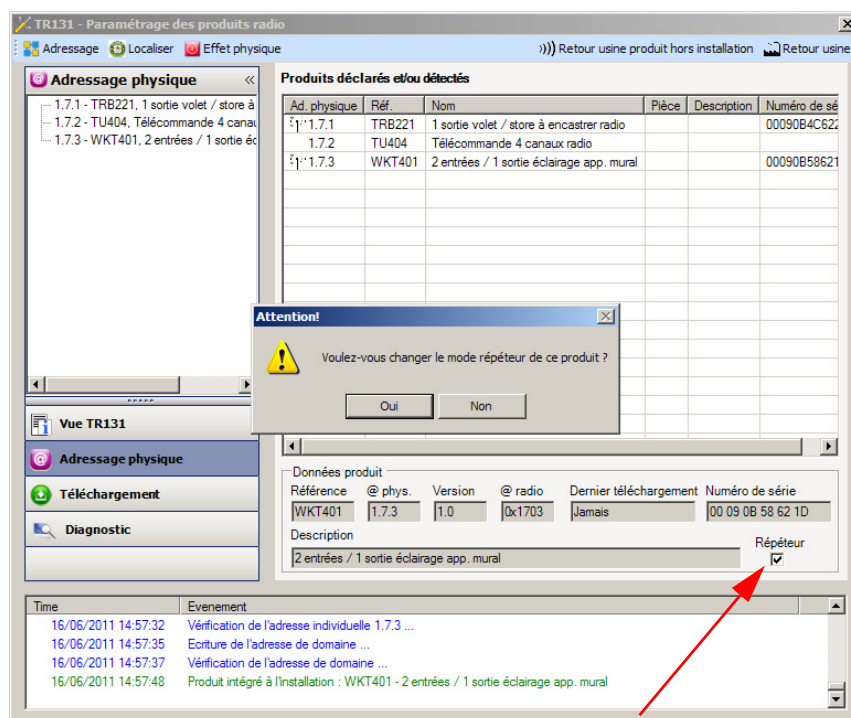 TR131 - Paramétrage des produits radio
Adressage Localiser Effet physique Retour usine produit hors installation Retour usine
Adressage physique
1.7.1 - TRB221, 1 sortie volet / store à
1.7.2 - TU404, Télécommande 4 canau
1.7.3 - WKT401, 2 entrées / 1 sortie éc
Vue TR131
Adressage physique
Téléchargement
Diagnostic
Produits déclarés et/ou détectés
Ad. physique Réf. Nom Pièce Description Numéro de sé
1.7.1 TRB221 1 sortie volet / store à encastrer radio 00090B4C622
1.7.2 TU404 Télécommande 4 canaux radio
1.7.3 WKT401 2 entrées / 1 sortie éclairage app. mural 00090B58621
Attention!
Voulez-vous changer le mode répéteur de ce produit ?
Oui Non
Données produit
Référence @ phys. Version @ radio Dernier téléchargement Numéro de série
WKT401 1.7.3 1.0 0x1703 Jamais 00 09 0B 58 62 1D
Description
Répéteur
2 entrées / 1 sortie éclairage app. mural
Time Evenement
16/06/2011 14:57:32 Vérification de l'adresse individuelle 1.7.3 ...
16/06/2011 14:57:35 Ecriture de l'adresse de domaine ...
16/06/2011 14:57:37 Vérification de l'adresse de domaine ...
16/06/2011 14:57:48 Produit intégré à l'installation : WKT401 - 2 entrées / 1 sortie éclairage app. mural